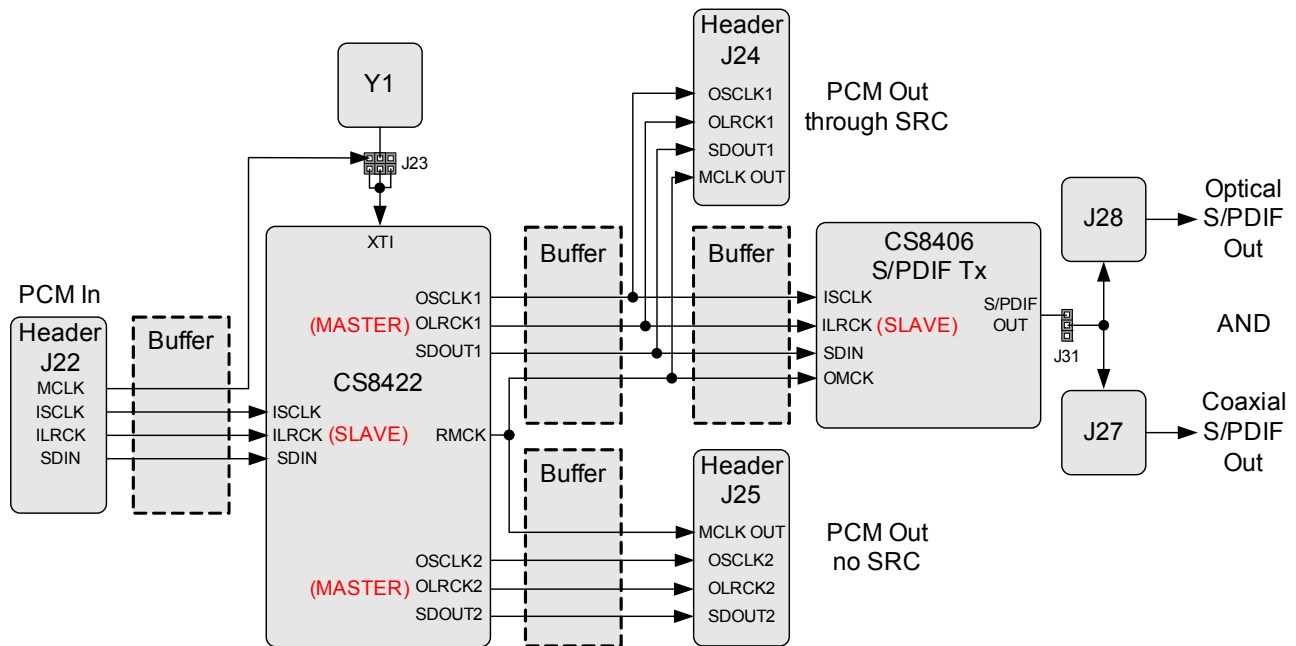 Header
J24
OSCLK1
OLRCK1
SDOUT1
MCLK OUT
PCM Out
through SRC
Y1
J23
XTI
PCM In
Header
J22
MCLK
ISCLK
ILRCK
SDIN
Buffer
ISCLK
ILRCK (SLAVE)
SDIN
CS8422
OSCLK1
(MASTER) OLRCK1
SDOUT1
RMCK
OSCLK2
(MASTER) OLRCK2
SDOUT2
Buffer
Buffer
CS8406
S/PDIF Tx
ISCLK
ILRCK (SLAVE)
SDIN
OMCK
S/PDIF
OUT
J31
J28
Optical
S/PDIF
Out
AND
J27
Coaxial
S/PDIF
Out
Buffer
Header
J25
MCLK OUT
OSCLK2
OLRCK2
SDOUT2
PCM Out
no SRC